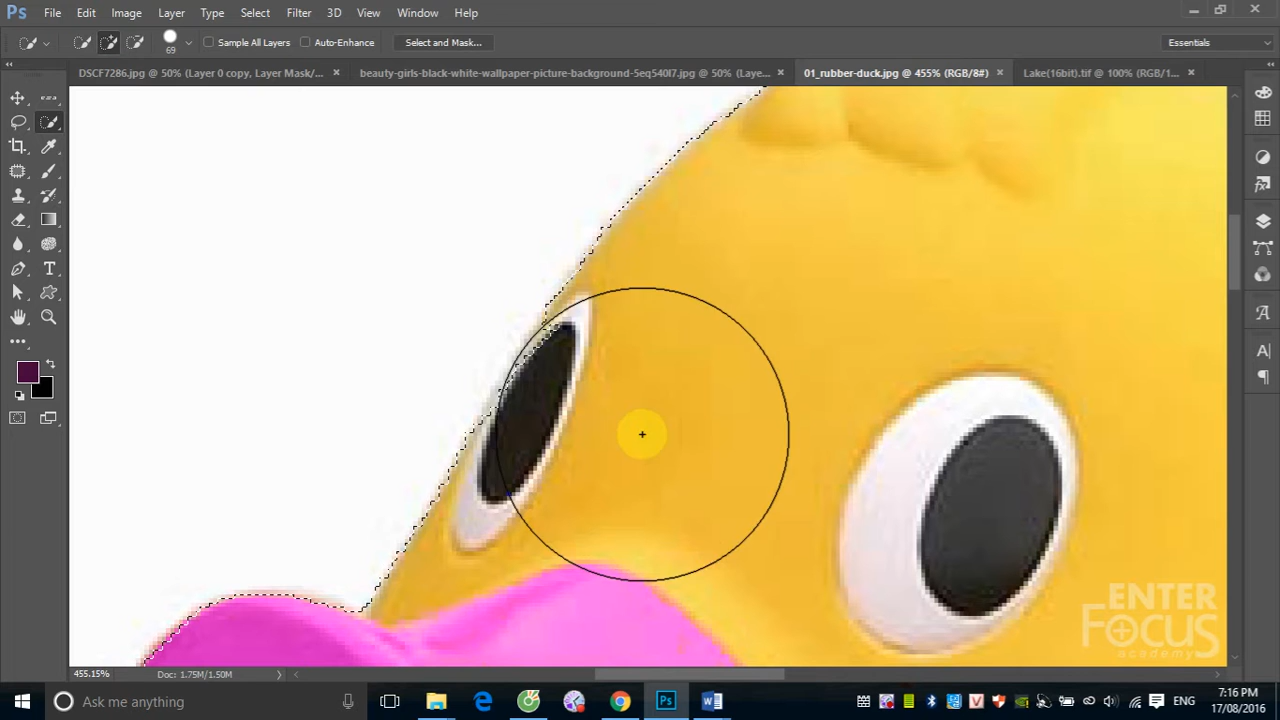 Ps File Edit Image Layer Type Select Filter 3D View Window Help
69 Sample All Layers Auto-Enhance Select and Mask... Essentials
DSCF7286.jpg @ 50% (Layer 0 copy, Layer Mask/... × beauty-girls-black-white-wallpaper-picture-background-5eq540l7.jpg @ 50% (Laye... × 01_rubber-duck.jpg @ 455% (RGB/8#) × Lake(16bit).tif @ 100% (RGB/1... ×
ENTER
FOCUS
academy
455.15% Doc: 1.75M/1.50M
Ask me anything
ENG
7:16 PM
17/08/2016